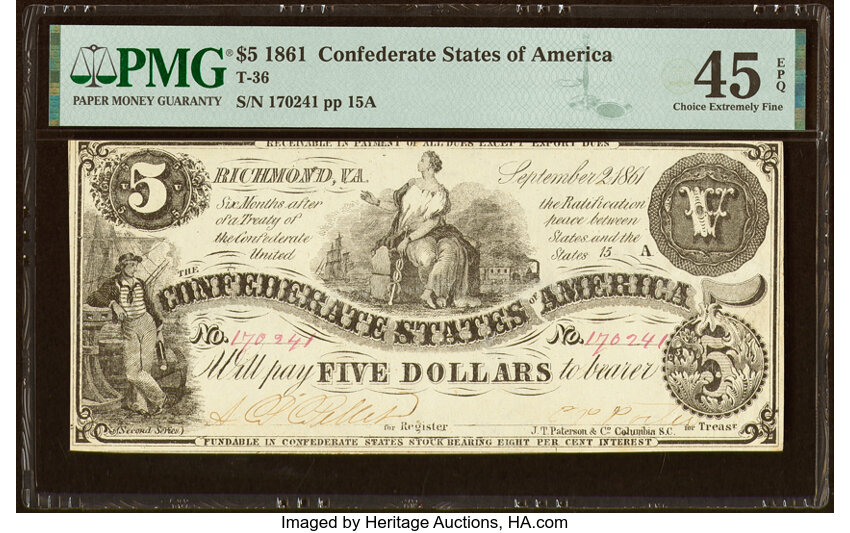 PMG®
PAPER MONEY GUARANTY
$5 1861 Confederate States of America
T-36
S/N 170241 pp 15A
45
EPQ
Choice Extremely Fine
RECEIVABLE IN PAYMENT OF ALL DUES EXCEPT EXPORT DUES
5
RICHMOND, VA.
September 2, 1861
Six Months after
of a Treaty of
the Confederate
United
the Ratification
peace between
States and the
States 15 A
V
THE
CONFEDERATE STATES OF AMERICA
No. 170241
No. 170241
Will pay FIVE DOLLARS to bearer
5
for Register
for Treasr.
(Second Series)
J. T. Paterson & Co. Columbia S.C.
FUNDABLE IN CONFEDERATE STATES STOCK BEARING EIGHT PER CENT INTEREST
Imaged by Heritage Auctions, HA.com